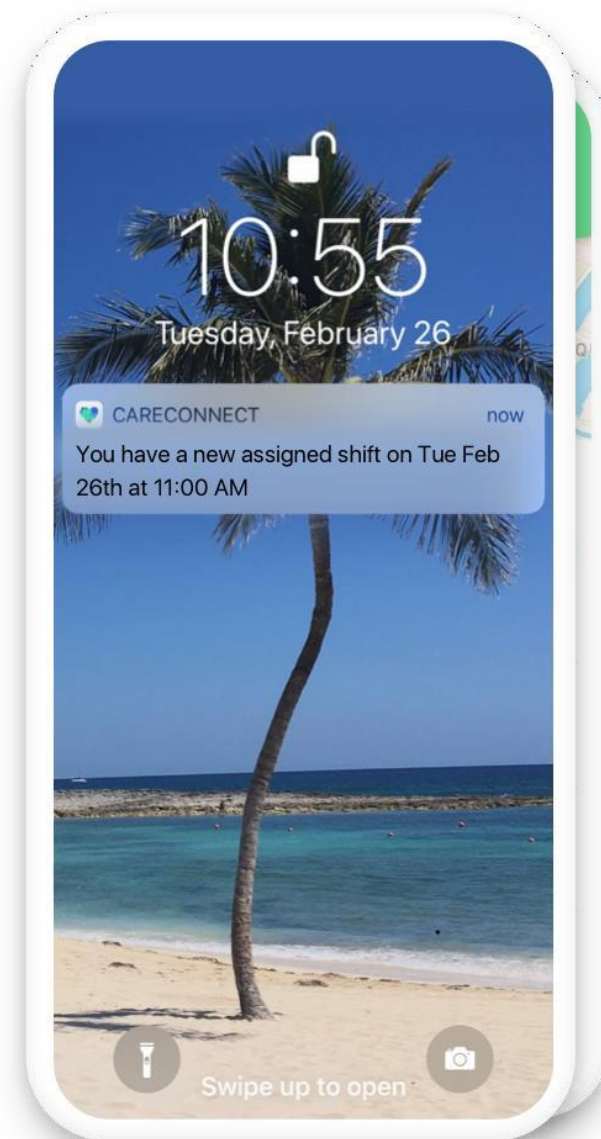 10:55
Tuesday, February 26
CARECONNECT now
You have a new assigned shift on Tue Feb
26th at 11:00 AM
Swipe up to open